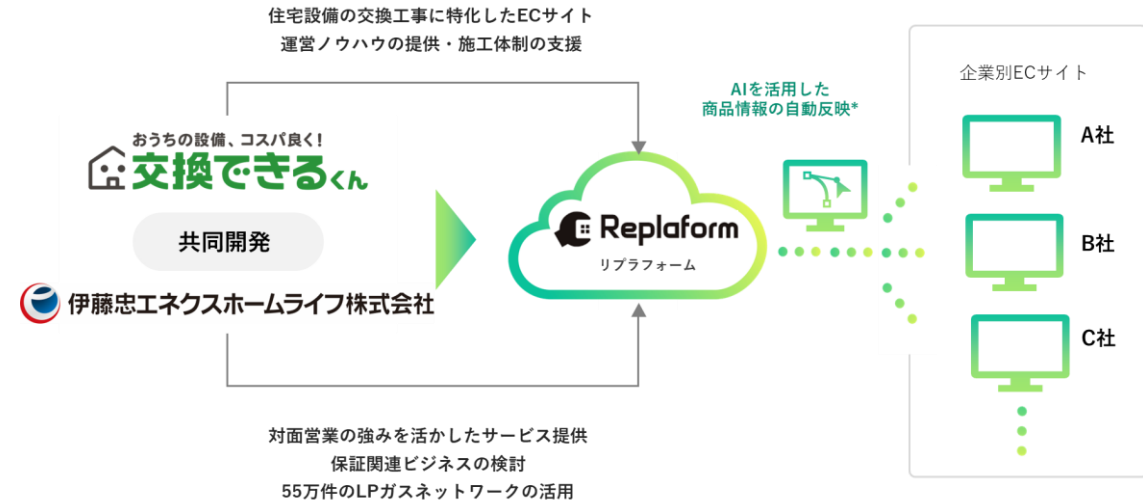 住宅設備の交換工事に特化したECサイト
運営ノウハウの提供・施工体制の支援
おうちの設備、コスパ良く!
交換できるくん
共同開発
伊藤忠エネクスホームライフ株式会社
Replaform
リプラフォーム
AIを活用した
商品情報の自動反映*
企業別ECサイト
A社
B社
C社
対面営業の強みを活かしたサービス提供
保証関連ビジネスの検討
55万件のLPガスネットワークの活用